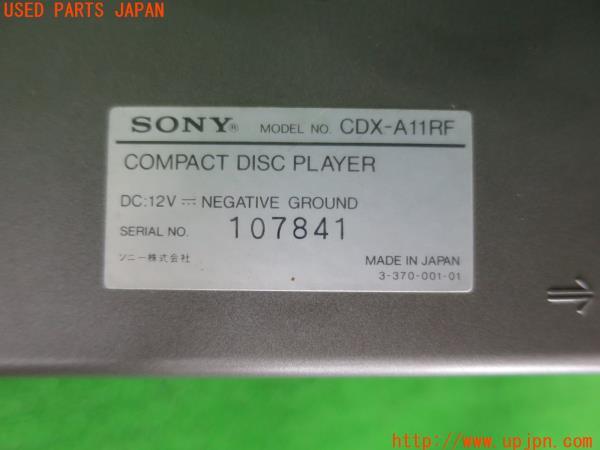 USED PARTS JAPAN
SONY® MODEL NO. CDX-A11RF
COMPACT DISC PLAYER
DC:12V ⎓ NEGATIVE GROUND
SERIAL NO. 107841
ソニー株式会社 MADE IN JAPAN
3-370-001-01
http://www.upjpn.com/